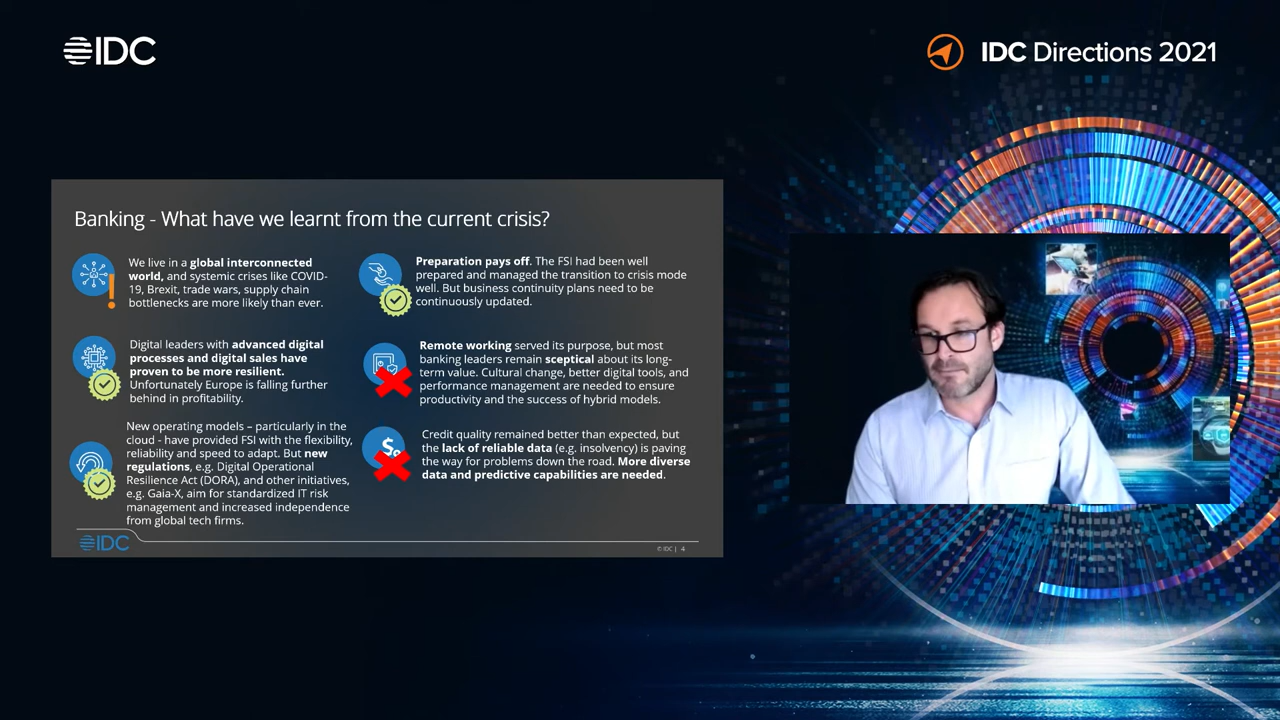 IDC
IDC Directions 2021
Banking - What have we learnt from the current crisis?
We live in a global interconnected
world, and systemic crises like COVID-
19, Brexit, trade wars, supply chain
bottlenecks are more likely than ever.
Digital leaders with advanced digital
processes and digital sales have
proven to be more resilient.
Unfortunately Europe is falling further
behind in profitability.
New operating models – particularly in the
cloud - have provided FSI with the flexibility,
reliability and speed to adapt. But new
regulations, e.g. Digital Operational
Resilience Act (DORA), and other initiatives,
e.g. Gaia-X, aim for standardized IT risk
management and increased independence
from global tech firms.
Preparation pays off. The FSI had been well
prepared and managed the transition to crisis mode
well. But business continuity plans need to be
continuously updated.
Remote working served its purpose, but most
banking leaders remain sceptical about its long-
term value. Cultural change, better digital tools, and
performance management are needed to ensure
productivity and the success of hybrid models.
$
Credit quality remained better than expected, but
the lack of reliable data (e.g. insolvency) is paving
the way for problems down the road. More diverse
data and predictive capabilities are needed.
IDC
© IDC | 4